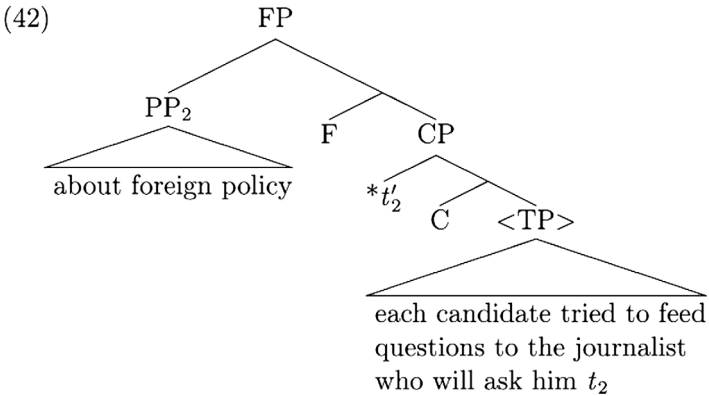 (42)
FP
PP₂
F
CP
about foreign policy
*t′₂
C
<TP>
each candidate tried to feed
questions to the journalist
who will ask him t₂